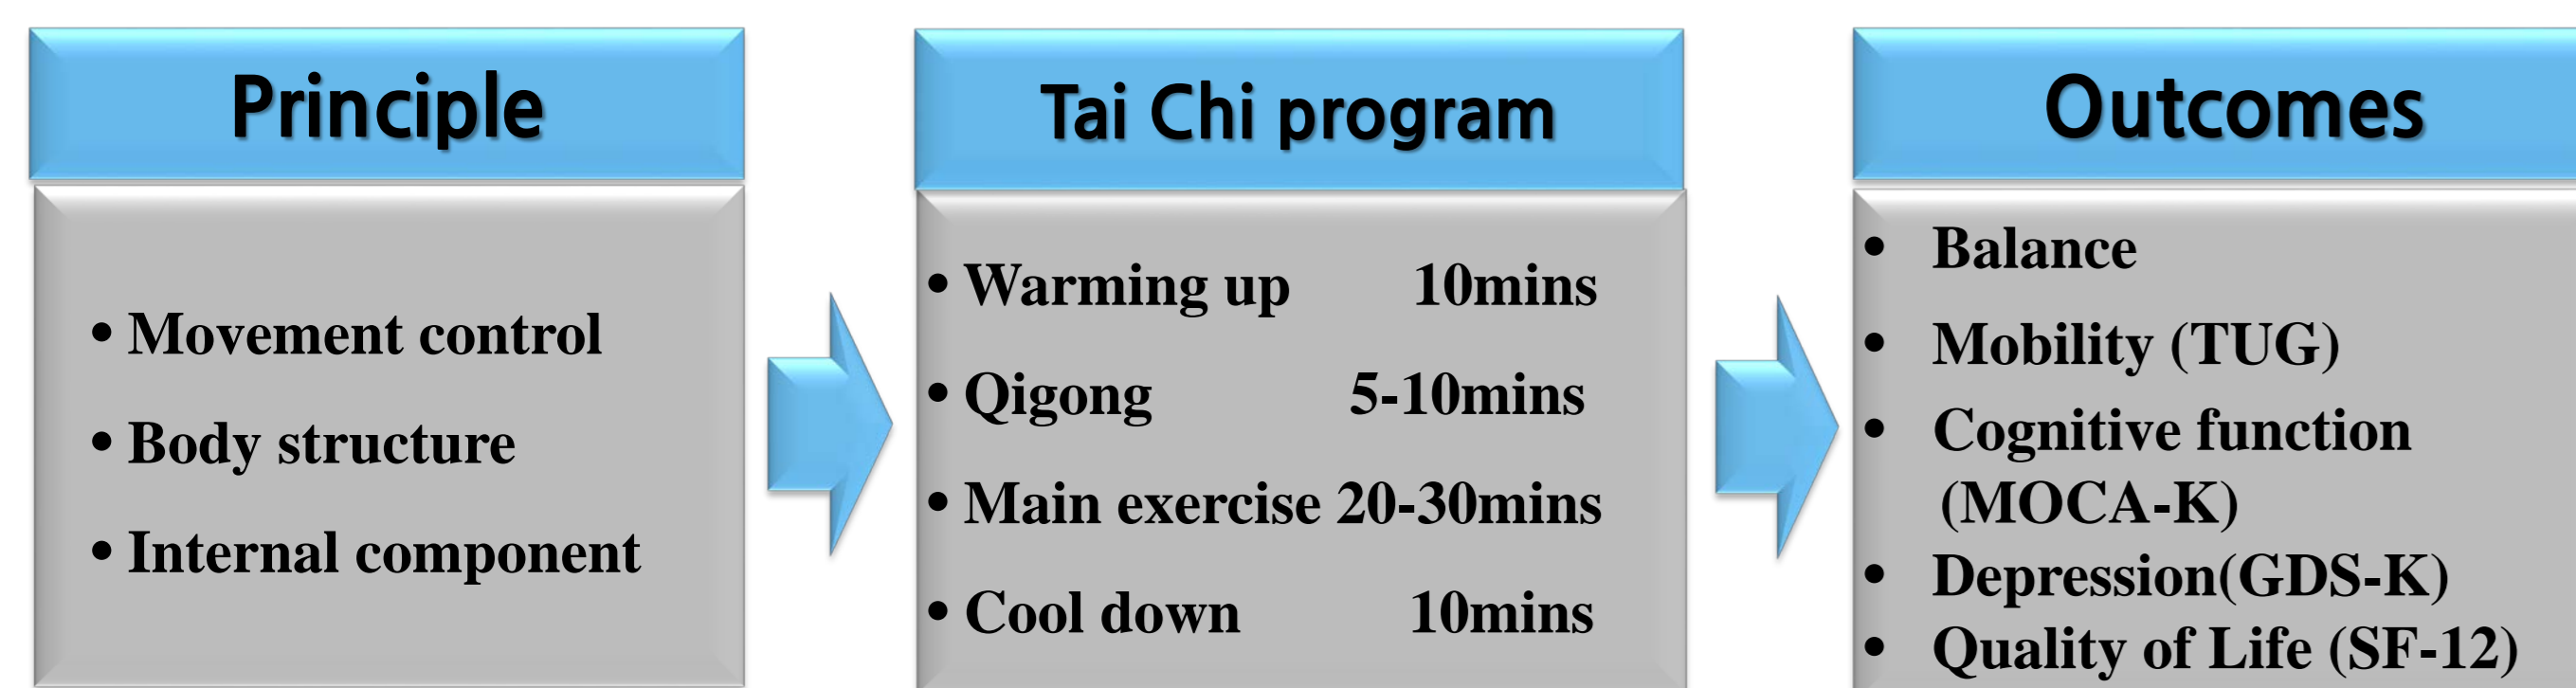 Principle
• Movement control
• Body structure
• Internal component
Tai Chi program
• Warming up 10mins
• Qigong 5-10mins
• Main exercise 20-30mins
• Cool down 10mins
Outcomes
• Balance
• Mobility (TUG)
• Cognitive function
(MOCA-K)
• Depression(GDS-K)
• Quality of Life (SF-12)